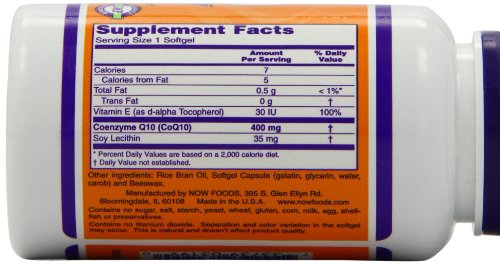 Supplement Facts
Serving Size 1 Softgel
Amount Per Serving % Daily Value
Calories 7
Calories from Fat 5
Total Fat 0.5 g < 1%*
Trans Fat 0 g †
Vitamin E (as d-alpha Tocopherol) 30 IU 100%
Coenzyme Q10 (CoQ10) 400 mg †
Soy Lecithin 35 mg †
* Percent Daily Values are based on a 2,000 calorie diet.
† Daily Value not established.
Other ingredients: Rice Bran Oil, Softgel Capsule (gelatin, glycerin, water,
carob) and Beeswax.
Manufactured by NOW FOODS, 395 S. Glen Ellyn Rd.
Bloomingdale, IL 60108 Made in the U.S.A. www.nowfoods.com
Contains no sugar, salt, starch, yeast, wheat, gluten, corn, milk, egg, shell-
fish or preservatives.
Contains no titanium dioxide. Separation and color variation in the softgel
may occur. This is natural and doesn't affect product quality.